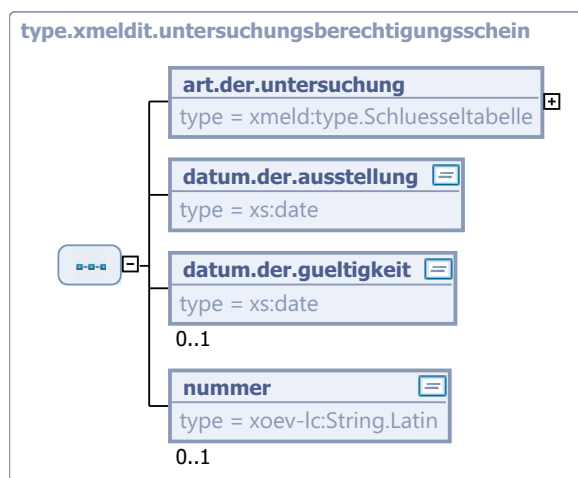 type.xmeldit.untersuchungsberechtigungsschein
art.der.untersuchung
type = xmeld:type.Schluesseltabelle
datum.der.ausstellung
type = xs:date
datum.der.gueltigkeit
type = xs:date
0..1
nummer
type = xoev-lc:String.Latin
0..1